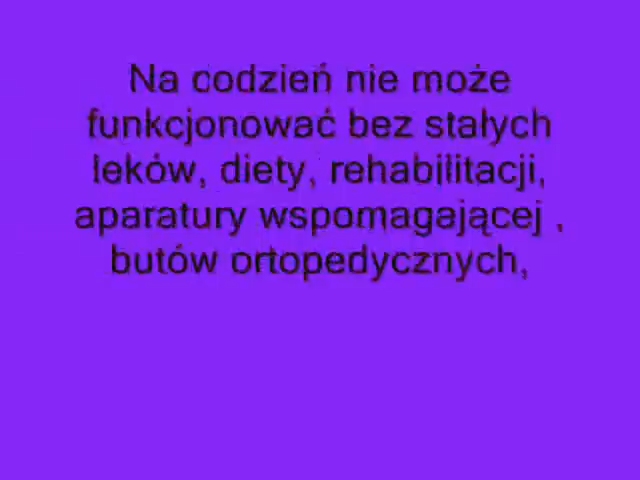 Na codzień nie może
funkcjonować bez stałych
leków, diety, rehabilitacji,
aparatury wspomagającej ,
butów ortopedycznych,